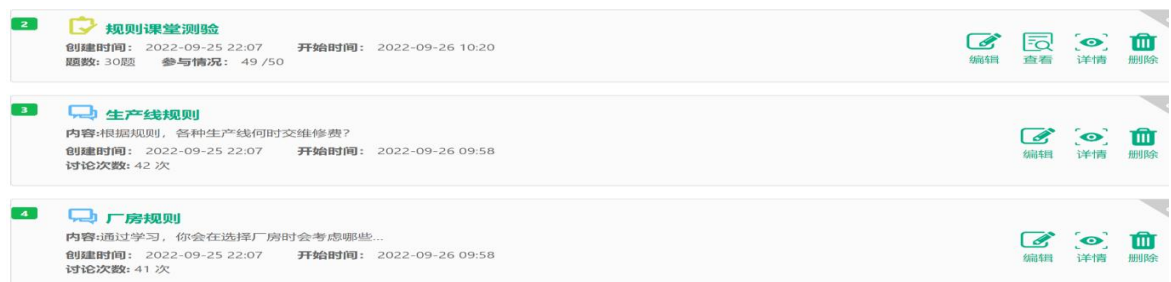 2
规则课堂测验
创建时间： 2022-09-25 22:07 开始时间： 2022-09-26 10:20
题数: 30题 参与情况： 49 /50
编辑 查看 详情 删除
3
生产线规则
内容:根据规则，各种生产线何时交维修费?
创建时间： 2022-09-25 22:07 开始时间： 2022-09-26 09:58
讨论次数: 42 次
编辑 详情 删除
4
厂房规则
内容:通过学习，你会在选择厂房时会考虑哪些...
创建时间： 2022-09-25 22:07 开始时间： 2022-09-26 09:58
讨论次数: 41 次
编辑 详情 删除